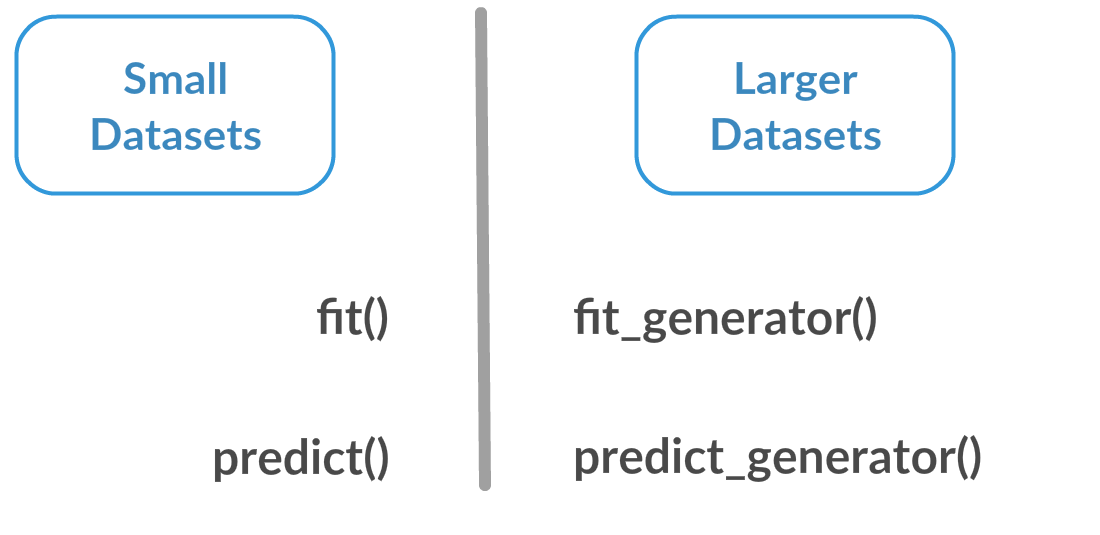 Small
Datasets
Larger
Datasets
fit()
fit_generator()
predict()
predict_generator()